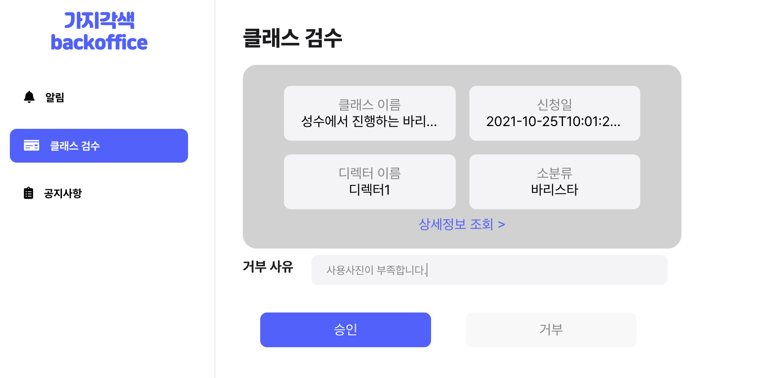 가지각색
backoffice
알림
클래스 검수
공지사항
클래스 검수
클래스 이름
성수에서 진행하는 바리...
신청일
2021-10-25T10:01:2...
디렉터 이름
디렉터1
소분류
바리스타
상세정보 조회 >
거부 사유
사용사진이 부족합니다.
승인
거부